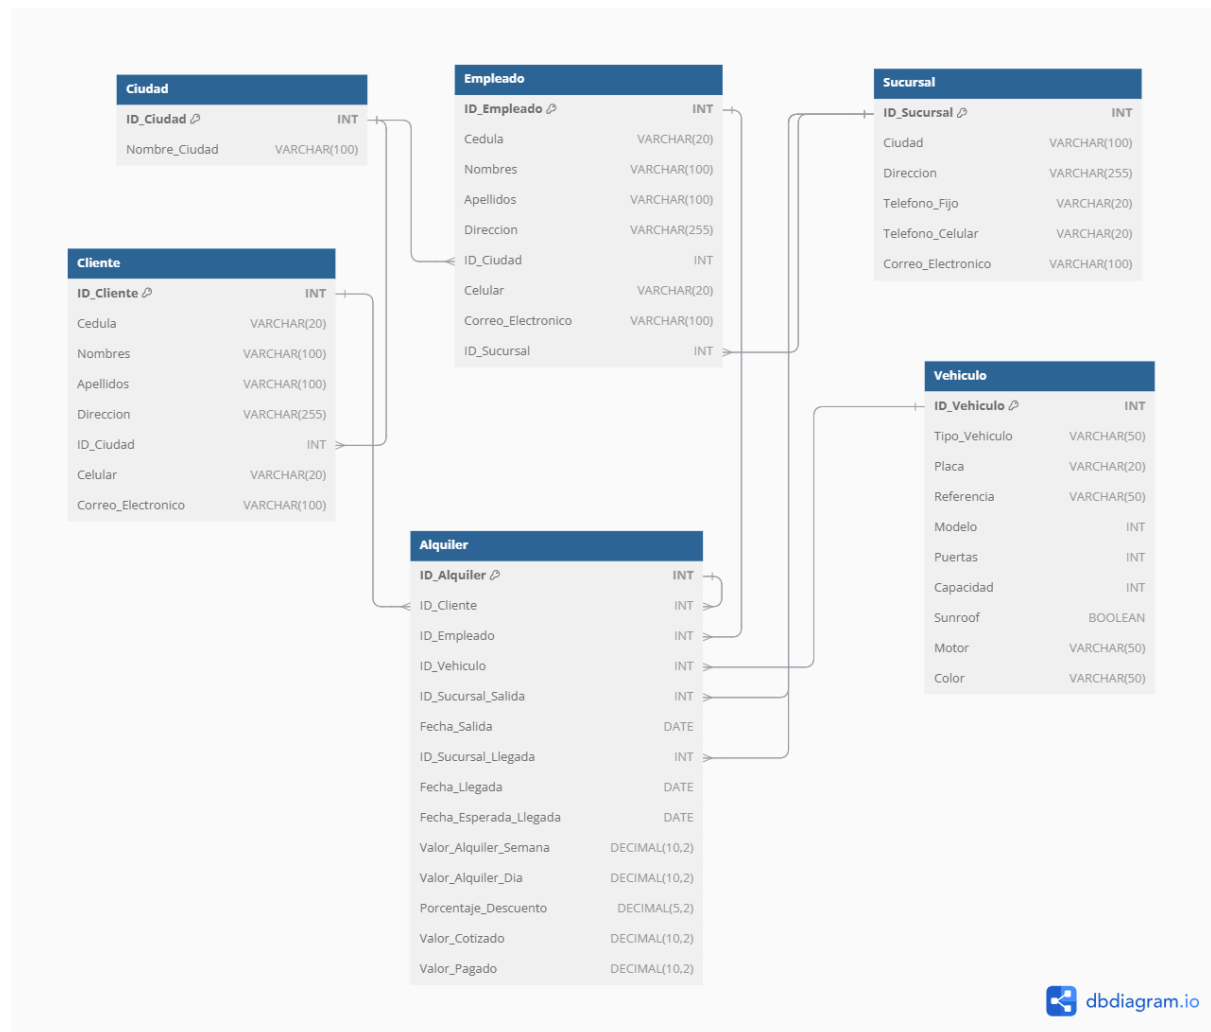 Ciudad
ID_Ciudad INT
Nombre_Ciudad VARCHAR(100)
Empleado
ID_Empleado INT
Cedula VARCHAR(20)
Nombres VARCHAR(100)
Apellidos VARCHAR(100)
Direccion VARCHAR(255)
ID_Ciudad INT
Celular VARCHAR(20)
Correo_Electronico VARCHAR(100)
ID_Sucursal INT
Sucursal
ID_Sucursal INT
Ciudad VARCHAR(100)
Direccion VARCHAR(255)
Telefono_Fijo VARCHAR(20)
Telefono_Celular VARCHAR(20)
Correo_Electronico VARCHAR(100)
Cliente
ID_Cliente INT
Cedula VARCHAR(20)
Nombres VARCHAR(100)
Apellidos VARCHAR(100)
Direccion VARCHAR(255)
ID_Ciudad INT
Celular VARCHAR(20)
Correo_Electronico VARCHAR(100)
Vehiculo
ID_Vehiculo INT
Tipo_Vehiculo VARCHAR(50)
Placa VARCHAR(20)
Referencia VARCHAR(50)
Modelo INT
Puertas INT
Capacidad INT
Sunroof BOOLEAN
Motor VARCHAR(50)
Color VARCHAR(50)
Alquiler
ID_Alquiler INT
ID_Cliente INT
ID_Empleado INT
ID_Vehiculo INT
ID_Sucursal_Salida INT
Fecha_Salida DATE
ID_Sucursal_Llegada INT
Fecha_Llegada DATE
Fecha_Esperada_Llegada DATE
Valor_Alquiler_Semana DECIMAL(10,2)
Valor_Alquiler_Dia DECIMAL(10,2)
Porcentaje_Descuento DECIMAL(5,2)
Valor_Cotizado DECIMAL(10,2)
Valor_Pagado DECIMAL(10,2)
dbdiagram.io